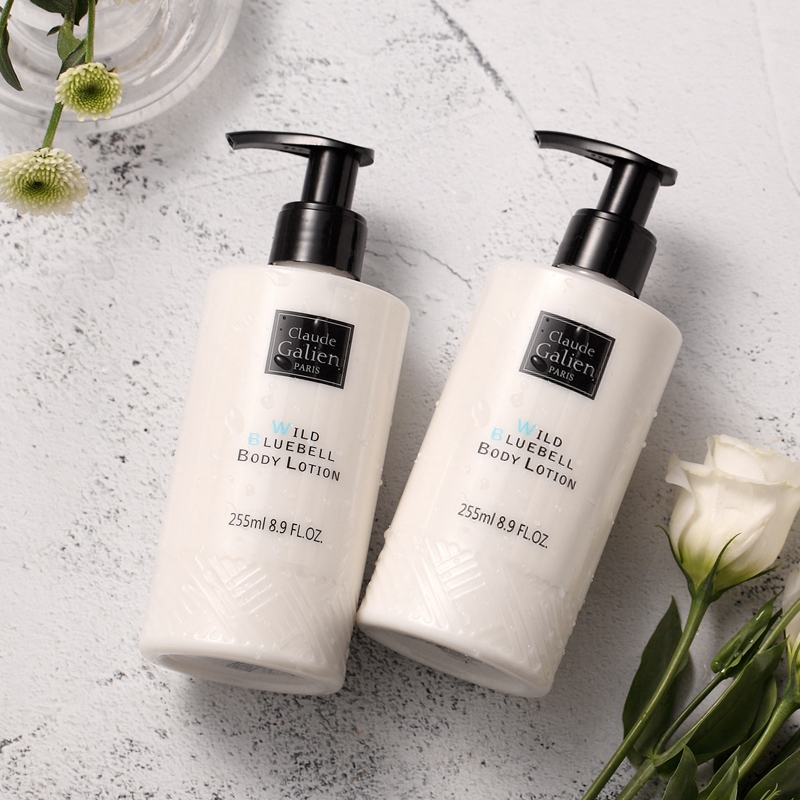 Claude
Galien
PARIS
WILD
BLUEBELL
BODY LOTION
255ml 8.9 FL.OZ.
Claude
Galien
PARIS
WILD
BLUEBELL
BODY LOTION
255ml 8.9 FL.OZ.